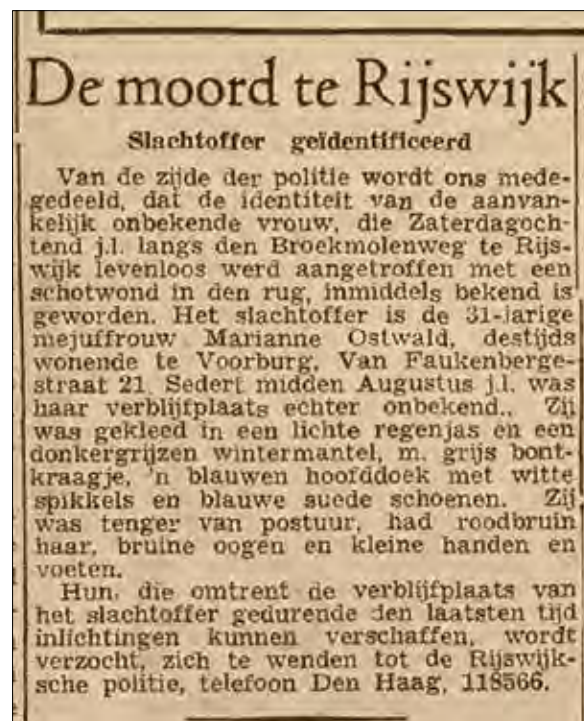 De moord te Rijswijk
Slachtoffer geïdentificeerd
Van de zijde der politie wordt ons mede-
gedeeld, dat de identiteit van de aanvan-
kelijk onbekende vrouw, die Zaterdagoch-
tend j.l. langs den Broekmolenweg te Rijs-
wijk levenloos werd aangetroffen met een
schotwond in den rug, inmiddels bekend is
geworden. Het slachtoffer is de 31-jarige
mejuffrouw Marianne Ostwald, destijds
wonende te Voorburg, Van Faukenberge-
straat 21. Sedert midden Augustus j.l. was
haar verblijfplaats echter onbekend.. Zij
was gekleed in een lichte regenjas en een
donkergrijzen wintermantel, m. grijs bont-
kraagje, 'n blauwen hoofddoek met witte
spikkels en blauwe suede schoenen. Zij
was tenger van postuur, had roodbruin
haar, bruine oogen en kleine handen en
voeten.
Hun, die omtrent de verblijfplaats van
het slachtoffer gedurende den laatsten tijd
inlichtingen kunnen verschaffen, wordt
verzocht, zich te wenden tot de Rijswijk-
sche politie, telefoon Den Haag, 118566.